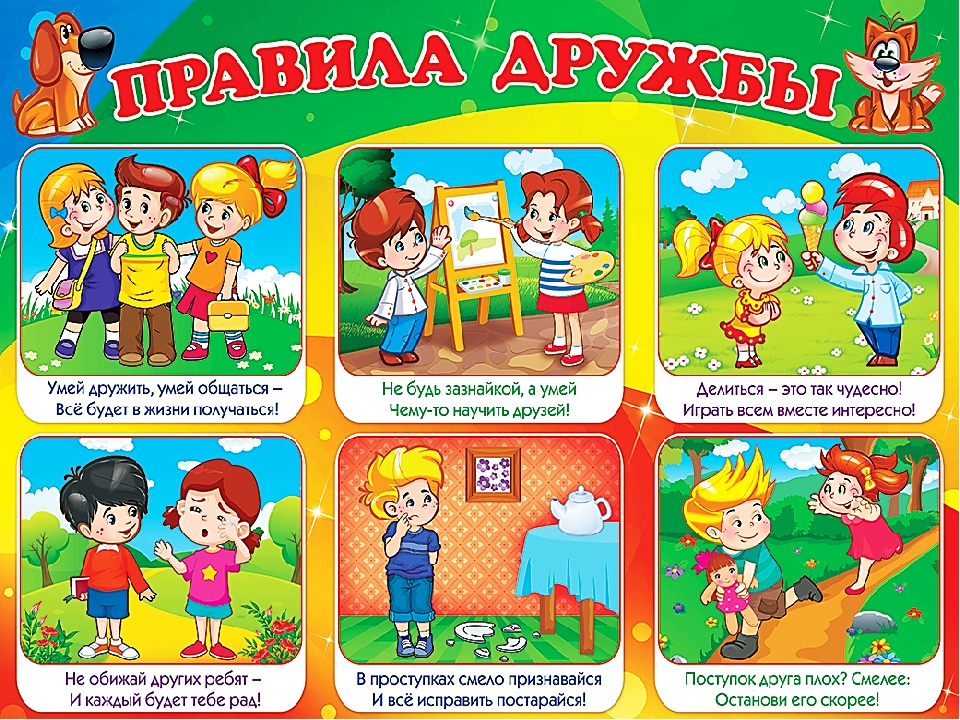 ПРАВИЛА ДРУЖБЫ
Умей дружить, умей общаться –
Всё будет в жизни получаться!
Не будь зазнайкой, а умей
Чему-то научить друзей!
Делиться – это так чудесно!
Играть всем вместе интересно!
Не обижай других ребят –
И каждый будет тебе рад!
В проступках смело признавайся
И всё исправить постарайся!
Поступок друга плох? Смелее:
Останови его скорее!